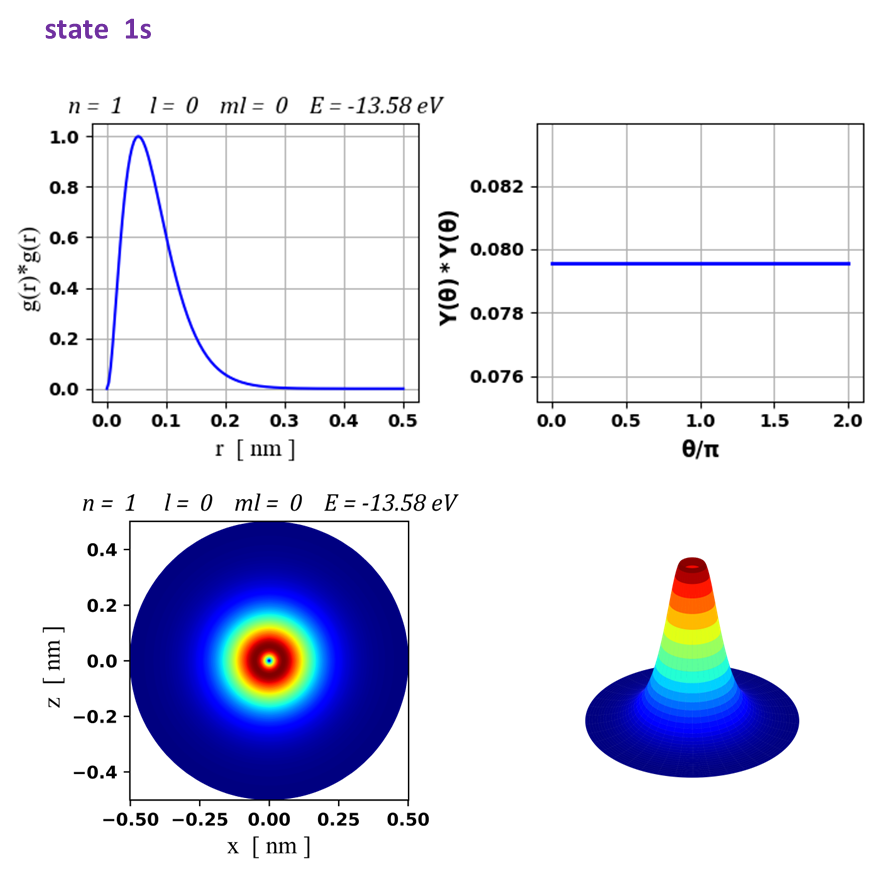 state 1s
n = 1 l = 0 ml = 0 E = -13.58 eV
1.0
0.8
0.6
0.4
0.2
0.0
g(r)*g(r)
0.0 0.1 0.2 0.3 0.4 0.5
r [ nm ]
0.082
0.080
0.078
0.076
Y(θ) * Y(θ)
0.0 0.5 1.0 1.5 2.0
θ/π
n = 1 l = 0 ml = 0 E = -13.58 eV
0.4
0.2
0.0
−0.2
−0.4
z [ nm ]
−0.50 −0.25 0.00 0.25 0.50
x [ nm ]